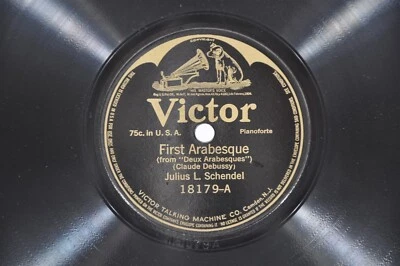 "HIS MASTER'S VOICE"
Victor
75c. in U. S. A. Pianoforte
First Arabesque
(from "Deux Arabesques")
(Claude Debussy)
Julius L. Schendel
18179-A
VICTOR TALKING MACHINE CO. Camden, N. J.